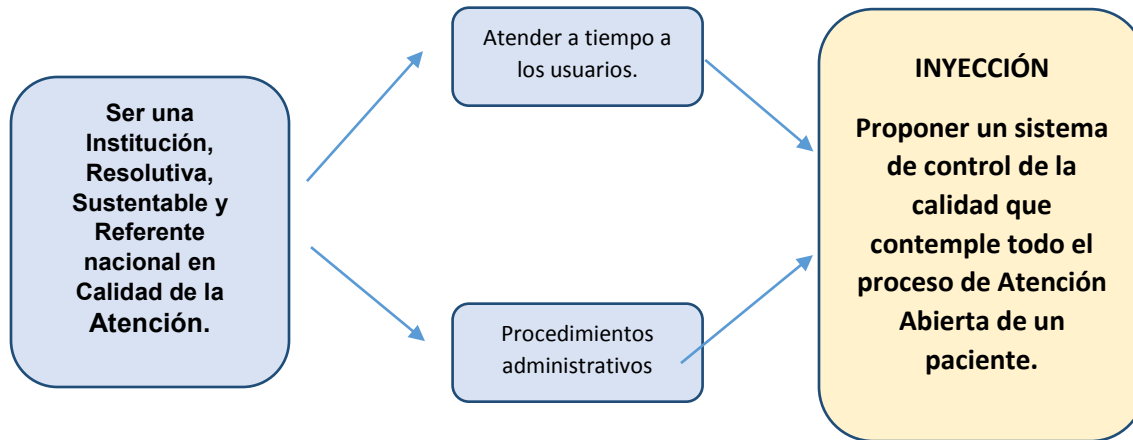 Ser una
Institución,
Resolutiva,
Sustentable y
Referente
nacional en
Calidad de la
Atención.
Atender a tiempo a
los usuarios.
Procedimientos
administrativos
INYECCIÓN
Proponer un sistema
de control de la
calidad que
contemple todo el
proceso de Atención
Abierta de un
paciente.